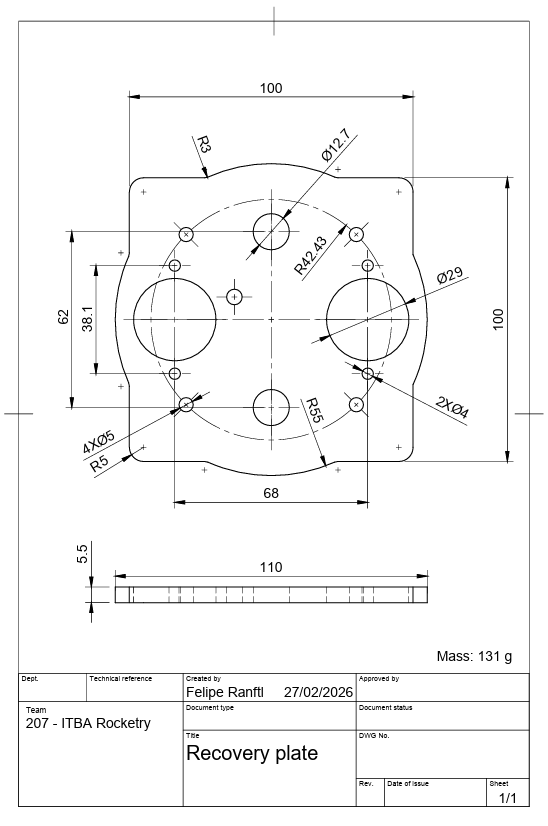 100
R3
Ø12.7
R42.43
Ø29
62
38.1
100
4XØ5
R5
R55
2XØ4
68
5.5
110
Mass: 131 g
Dept.
Technical reference
Created by
Approved by
Felipe Ranftl 27/02/2026
Team
Document type
Document status
207 - ITBA Rocketry
Title
DWG No.
Recovery plate
Rev.
Date of issue
Sheet
1/1